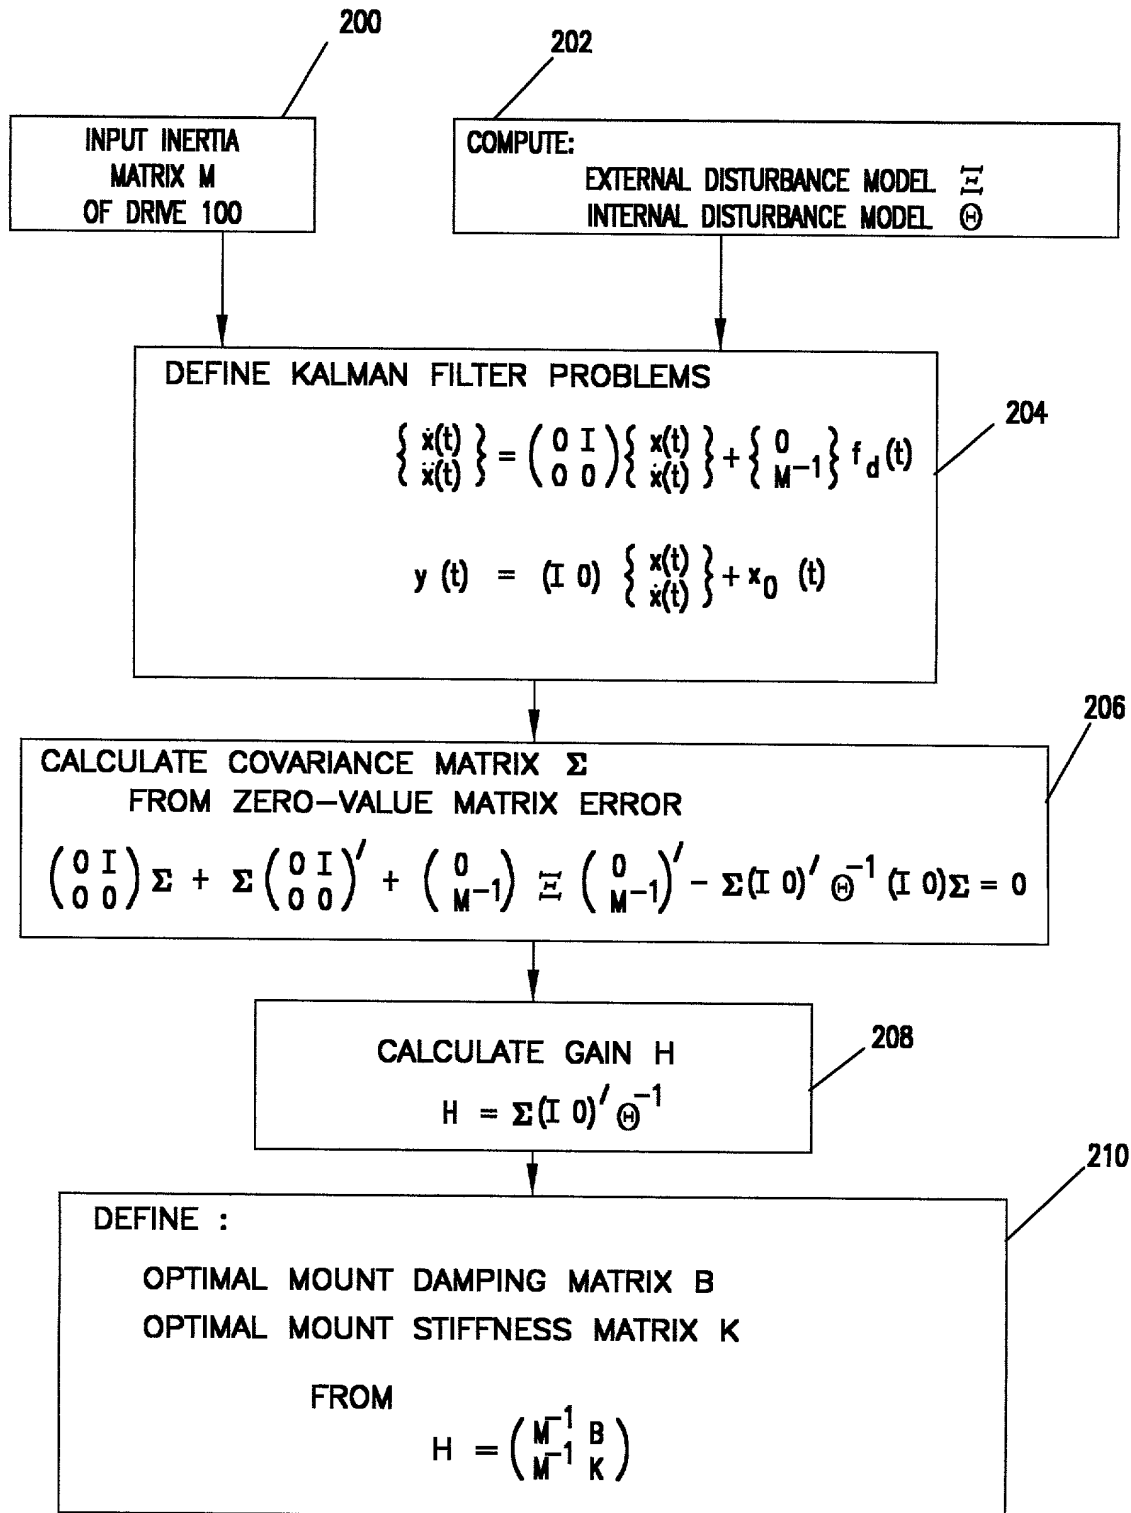 200
202
INPUT INERTIA
MATRIX M
OF DRIVE 100
COMPUTE:
EXTERNAL DISTURBANCE MODEL Ξ
INTERNAL DISTURBANCE MODEL Θ
DEFINE KALMAN FILTER PROBLEMS
204
{ ẋ(t) ẍ(t) } = ( 0 I 0 0 ) { x(t) ẋ(t) } + { 0 M⁻¹ } f_d(t)
y (t) = (I 0) { x(t) ẋ(t) } + x₀ (t)
206
CALCULATE COVARIANCE MATRIX Σ
FROM ZERO–VALUE MATRIX ERROR
( 0 I 0 0 ) Σ + Σ ( 0 I 0 0 )′ + ( 0 M⁻¹ ) Ξ ( 0 M⁻¹ )′ − Σ(I 0)′ Θ⁻¹ (I 0)Σ = 0
CALCULATE GAIN H
208
H = Σ(I 0)′ Θ⁻¹
210
DEFINE :
OPTIMAL MOUNT DAMPING MATRIX B
OPTIMAL MOUNT STIFFNESS MATRIX K
FROM
H = ( M⁻¹ B M⁻¹ K )